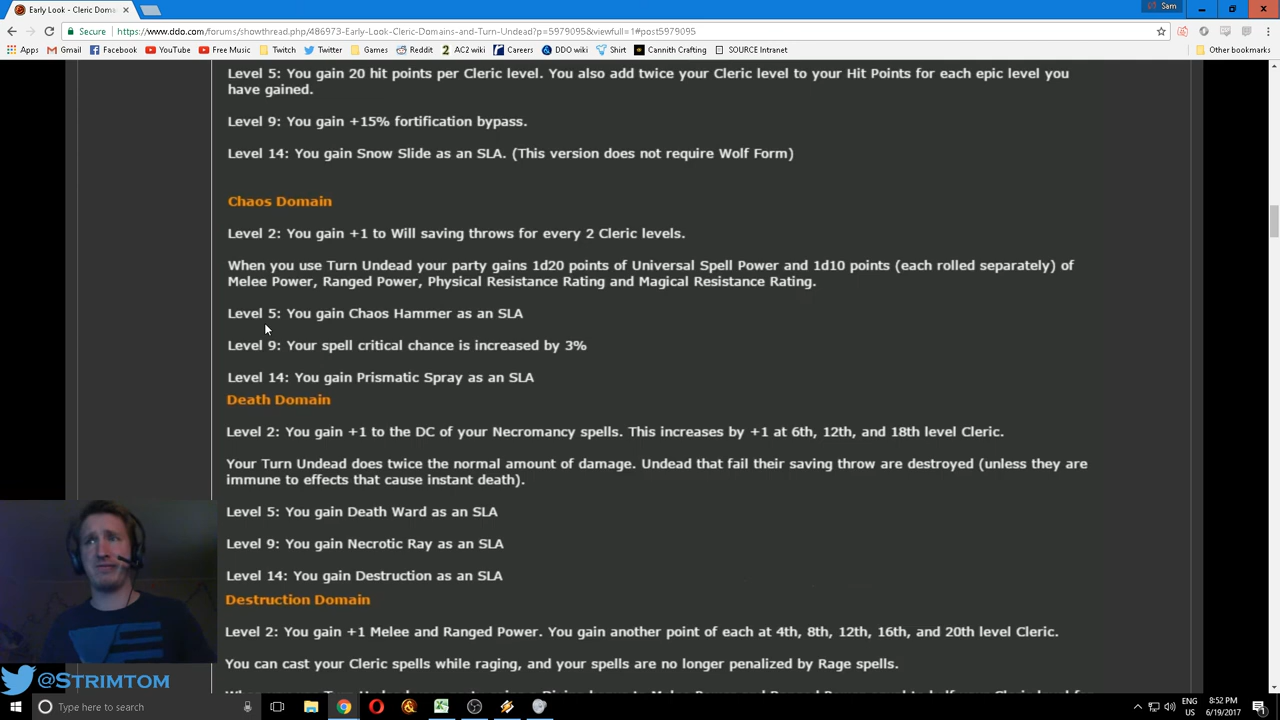 Early Look - Cleric Domain
Sam
Secure
https://www.ddo.com/forums/showthread.php/486973-Early-Look-Cleric-Domains-and-Turn-Undead?p=5979095&viewfull=1#post5979095
Apps Gmail Facebook YouTube Free Music Twitch Twitter Games Reddit AC2 wiki Careers DDO wiki Shirt Cannith Crafting SOURCE Intranet Other bookmarks
Level 5: You gain 20 hit points per Cleric level. You also add twice your Cleric level to your Hit Points for each epic level you
have gained.
Level 9: You gain +15% fortification bypass.
Level 14: You gain Snow Slide as an SLA. (This version does not require Wolf Form)
Chaos Domain
Level 2: You gain +1 to Will saving throws for every 2 Cleric levels.
When you use Turn Undead your party gains 1d20 points of Universal Spell Power and 1d10 points (each rolled separately) of
Melee Power, Ranged Power, Physical Resistance Rating and Magical Resistance Rating.
Level 5: You gain Chaos Hammer as an SLA
Level 9: Your spell critical chance is increased by 3%
Level 14: You gain Prismatic Spray as an SLA
Death Domain
Level 2: You gain +1 to the DC of your Necromancy spells. This increases by +1 at 6th, 12th, and 18th level Cleric.
Your Turn Undead does twice the normal amount of damage. Undead that fail their saving throw are destroyed (unless they are
immune to effects that cause instant death).
Level 5: You gain Death Ward as an SLA
Level 9: You gain Necrotic Ray as an SLA
Level 14: You gain Destruction as an SLA
Destruction Domain
Level 2: You gain +1 Melee and Ranged Power. You gain another point of each at 4th, 8th, 12th, 16th, and 20th level Cleric.
You can cast your Cleric spells while raging, and your spells are no longer penalized by Rage spells.
@Strimtom
Type here to search
ENG
US
8:52 PM
6/19/2017